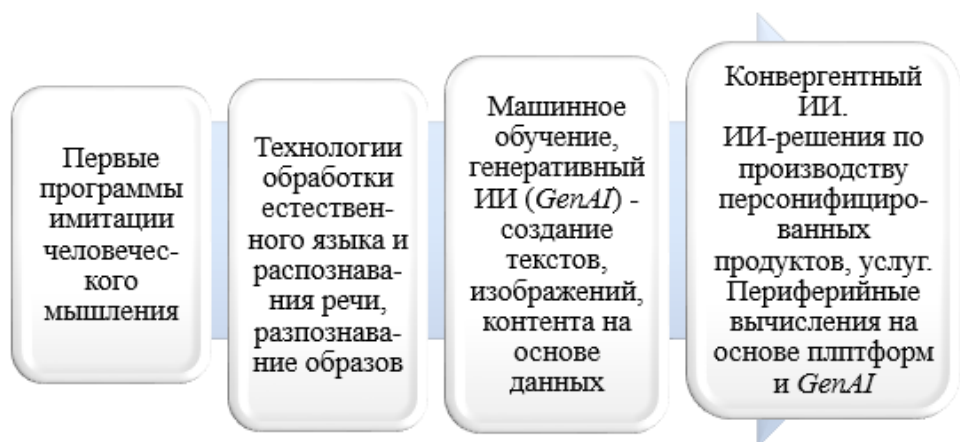 Первые
программы
имитации
человечес-
кого
мышления
Технологии
обработки
естествен-
ного языка и
распознава-
ния речи,
разпознава-
ние образов
Машинное
обучение,
генеративный
ИИ (GenAI) -
создание
текстов,
изображений,
контента на
основе
данных
Конвергентный
ИИ.
ИИ-решения по
производству
персонифициро-
ванных
продуктов, услуг.
Периферийные
вычисления на
основе плптформ
и GenAI